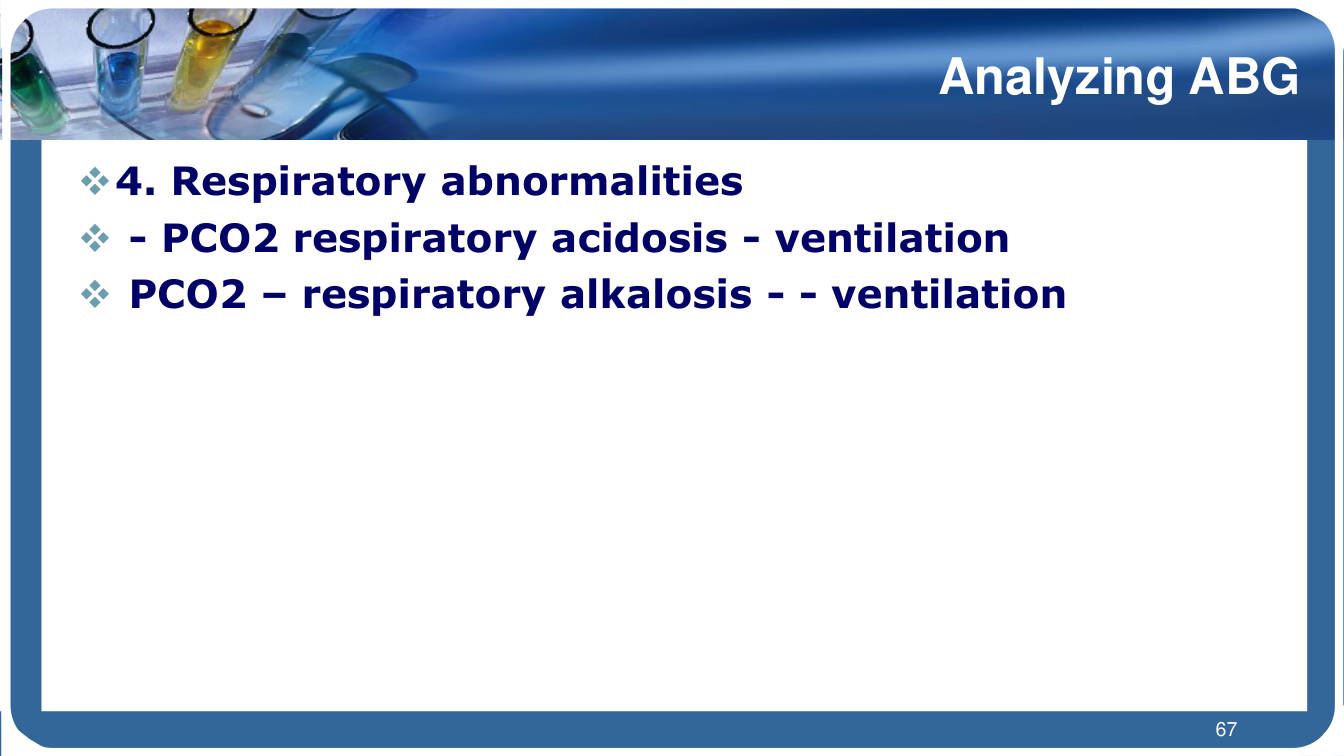 Analyzing ABG
4. Respiratory abnormalities
- PCO2 respiratory acidosis - ventilation
PCO2 – respiratory alkalosis - - ventilation
67